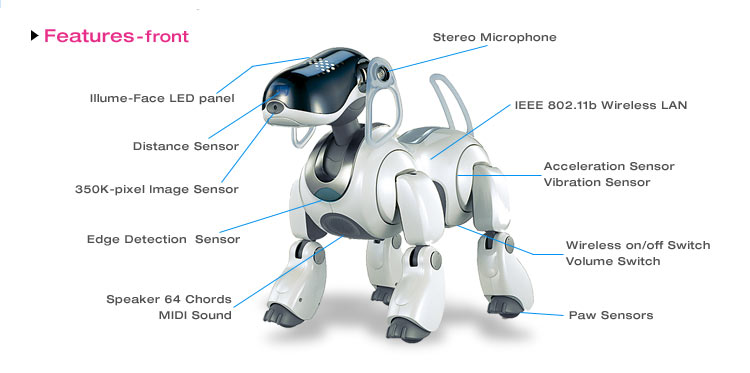 Features-front
Stereo Microphone
Illume-Face LED panel
IEEE 802.11b Wireless LAN
Distance Sensor
Acceleration Sensor
Vibration Sensor
350K-pixel Image Sensor
Edge Detection Sensor
Wireless on/off Switch
Volume Switch
Speaker 64 Chords
MIDI Sound
Paw Sensors